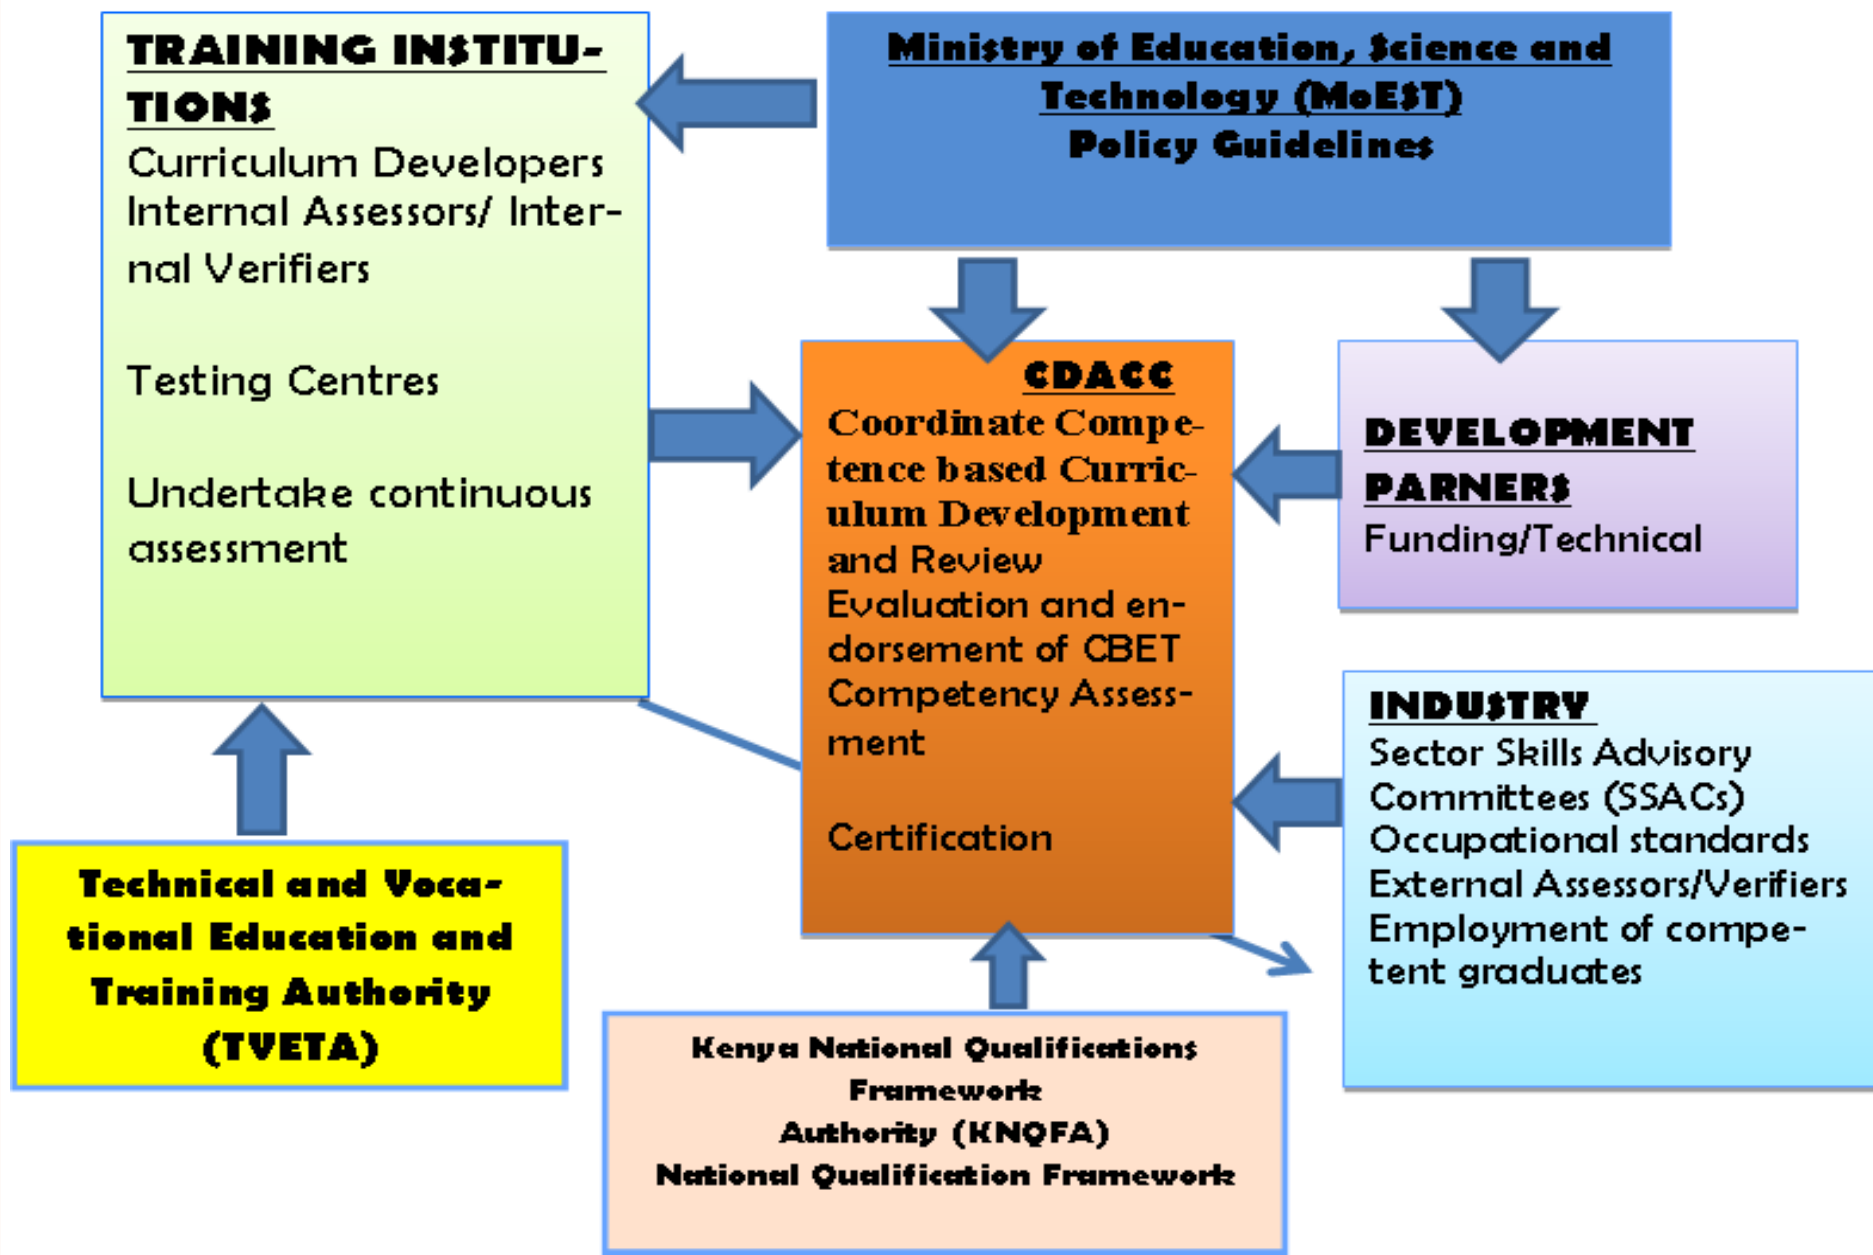 TRAINING INSTITU-
TIONS
Curriculum Developers
Internal Assessors/ Inter-
nal Verifiers
Testing Centres
Undertake continuous
assessment
Ministry of Education, Science and
Technology (MoEST)
Policy Guidelines
CDACC
Coordinate Compe-
tence based Curric-
ulum Development
and Review
Evaluation and en-
dorsement of CBET
Competency Assess-
ment
Certification
DEVELOPMENT
PARNERS
Funding/Technical
INDUSTRY
Sector Skills Advisory
Committees (SSACs)
Occupational standards
External Assessors/Verifiers
Employment of compe-
tent graduates
Technical and Voca-
tional Education and
Training Authority
(TVETA)
Kenya National Qualifications
Framework
Authority (KNQFA)
National Qualification Framework